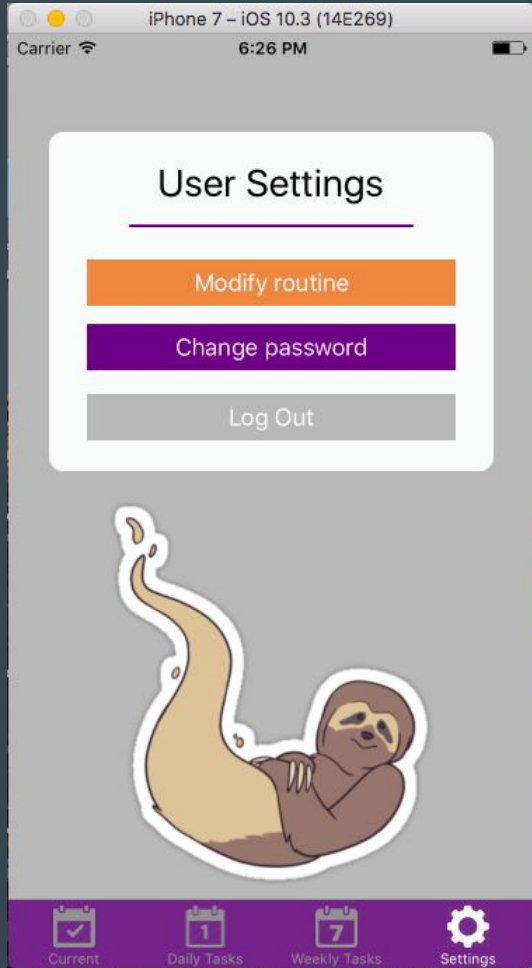 iPhone 7 – iOS 10.3 (14E269)
Carrier 6:26 PM
User Settings
Modify routine
Change password
Log Out
1 7
Current Daily Tasks Weekly Tasks Settings